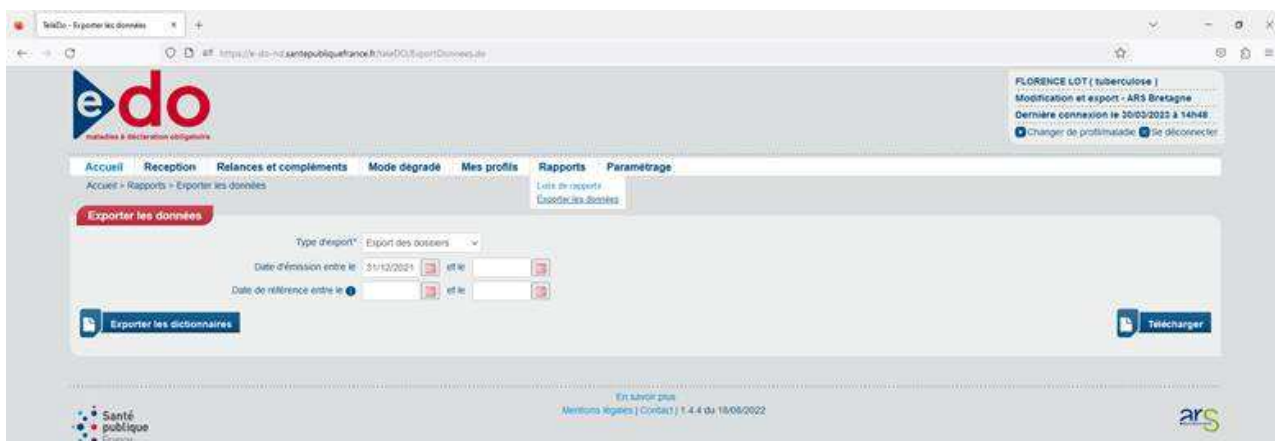 TéléDo - Exporter les données
https://e-do-nd.santepubliquefrance.fr/teleDO/ExportDonnees.do
e-do
maladies à déclaration obligatoire
FLORENCE LOT ( tuberculose )
Modification et export - ARS Bretagne
Dernière connexion le 30/03/2023 à 14h48
Changer de profil/maladie Se déconnecter
Accueil Reception Relances et compléments Mode dégradé Mes profils Rapports Paramétrage
Accueil > Rapports > Exporter les données
Liste de rapports
Exporter les données
Exporter les données
Type d'export* Export des dossiers
Date d'émission entre le 31/12/2021 et le
Date de référence entre le et le
Exporter les dictionnaires
Télécharger
En savoir plus
Mentions légales | Contact | 1.4.4 du 18/08/2022
Santé
publique
France
ars